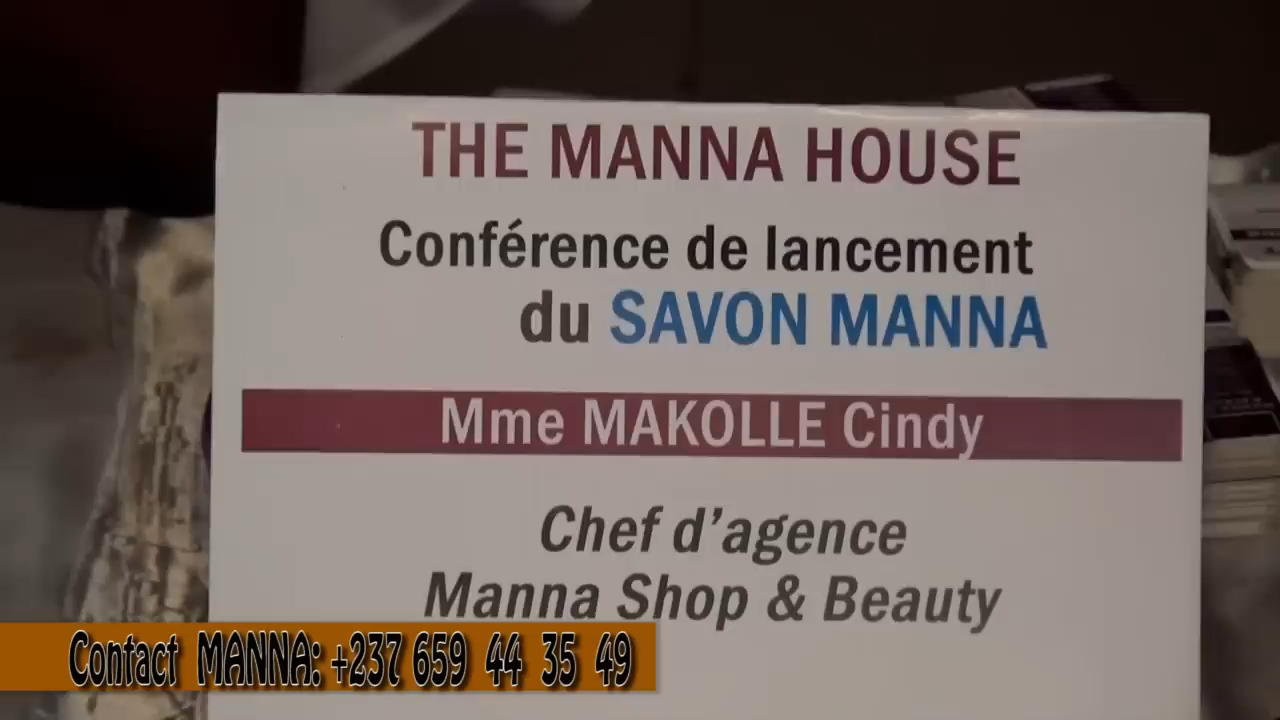 THE MANNA HOUSE
Conférence de lancement
du SAVON MANNA
Mme MAKOLLE Cindy
Chef d'agence
Manna Shop & Beauty
Contact MANNA: +237 659 44 35 49